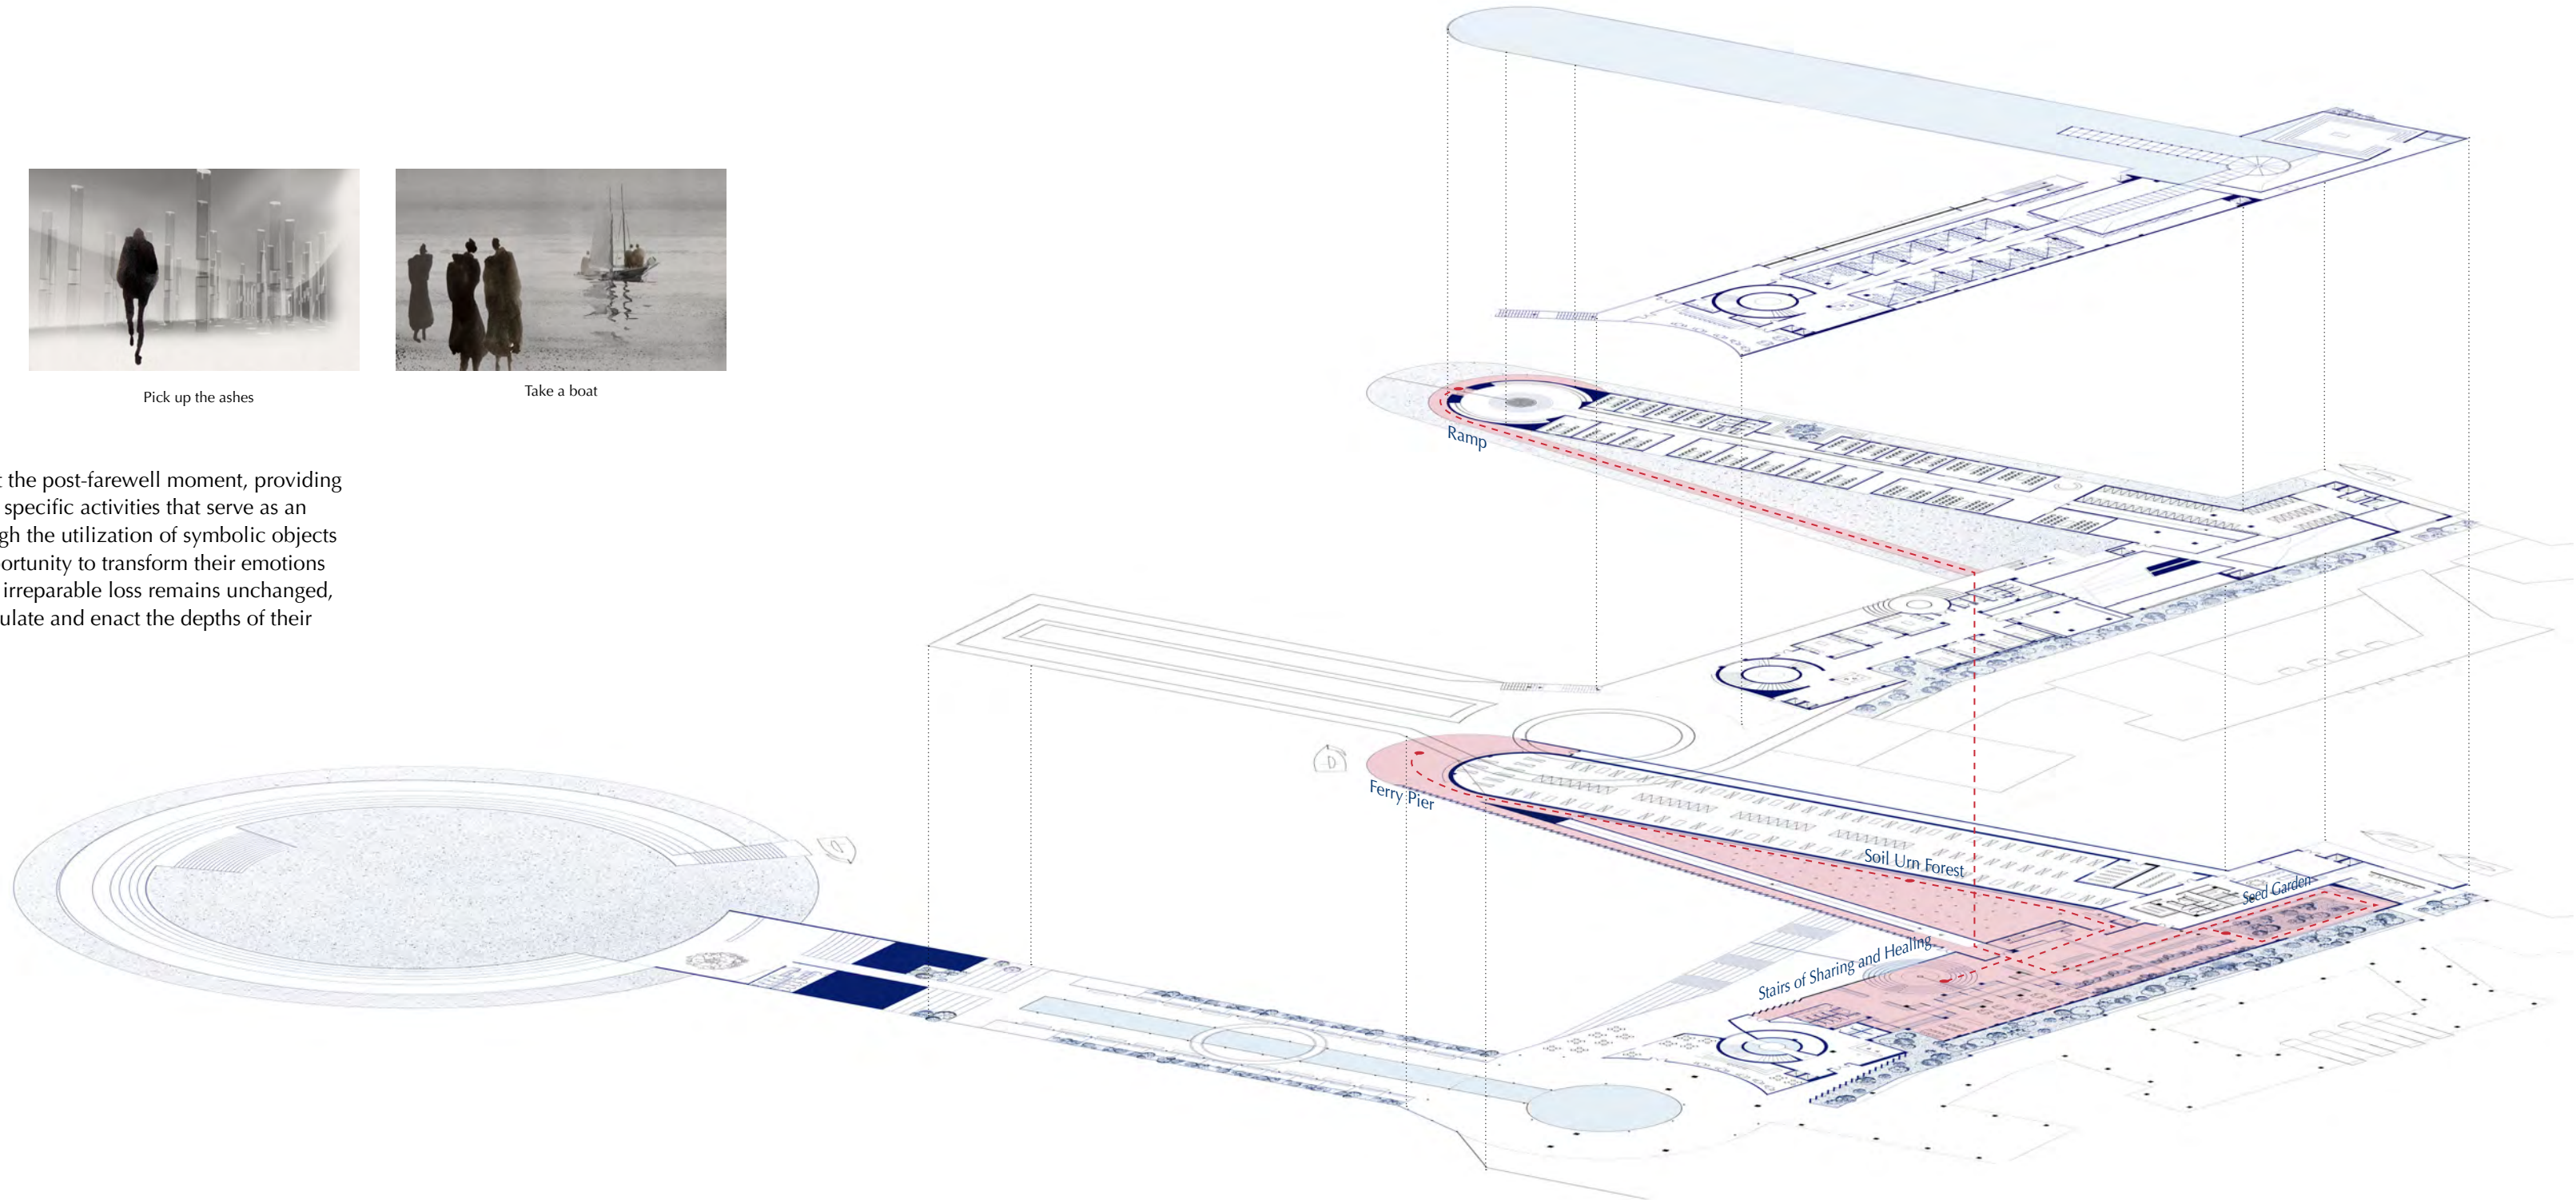 Pick up the ashes
Take a boat
t the post-farewell moment, providing
specific activities that serve as an
gh the utilization of symbolic objects
ortunity to transform their emotions
irreparable loss remains unchanged,
ulate and enact the depths of their
Ramp
Ferry Pier
Soil Urn Forest
Seed Garden
Stairs of Sharing and Healing